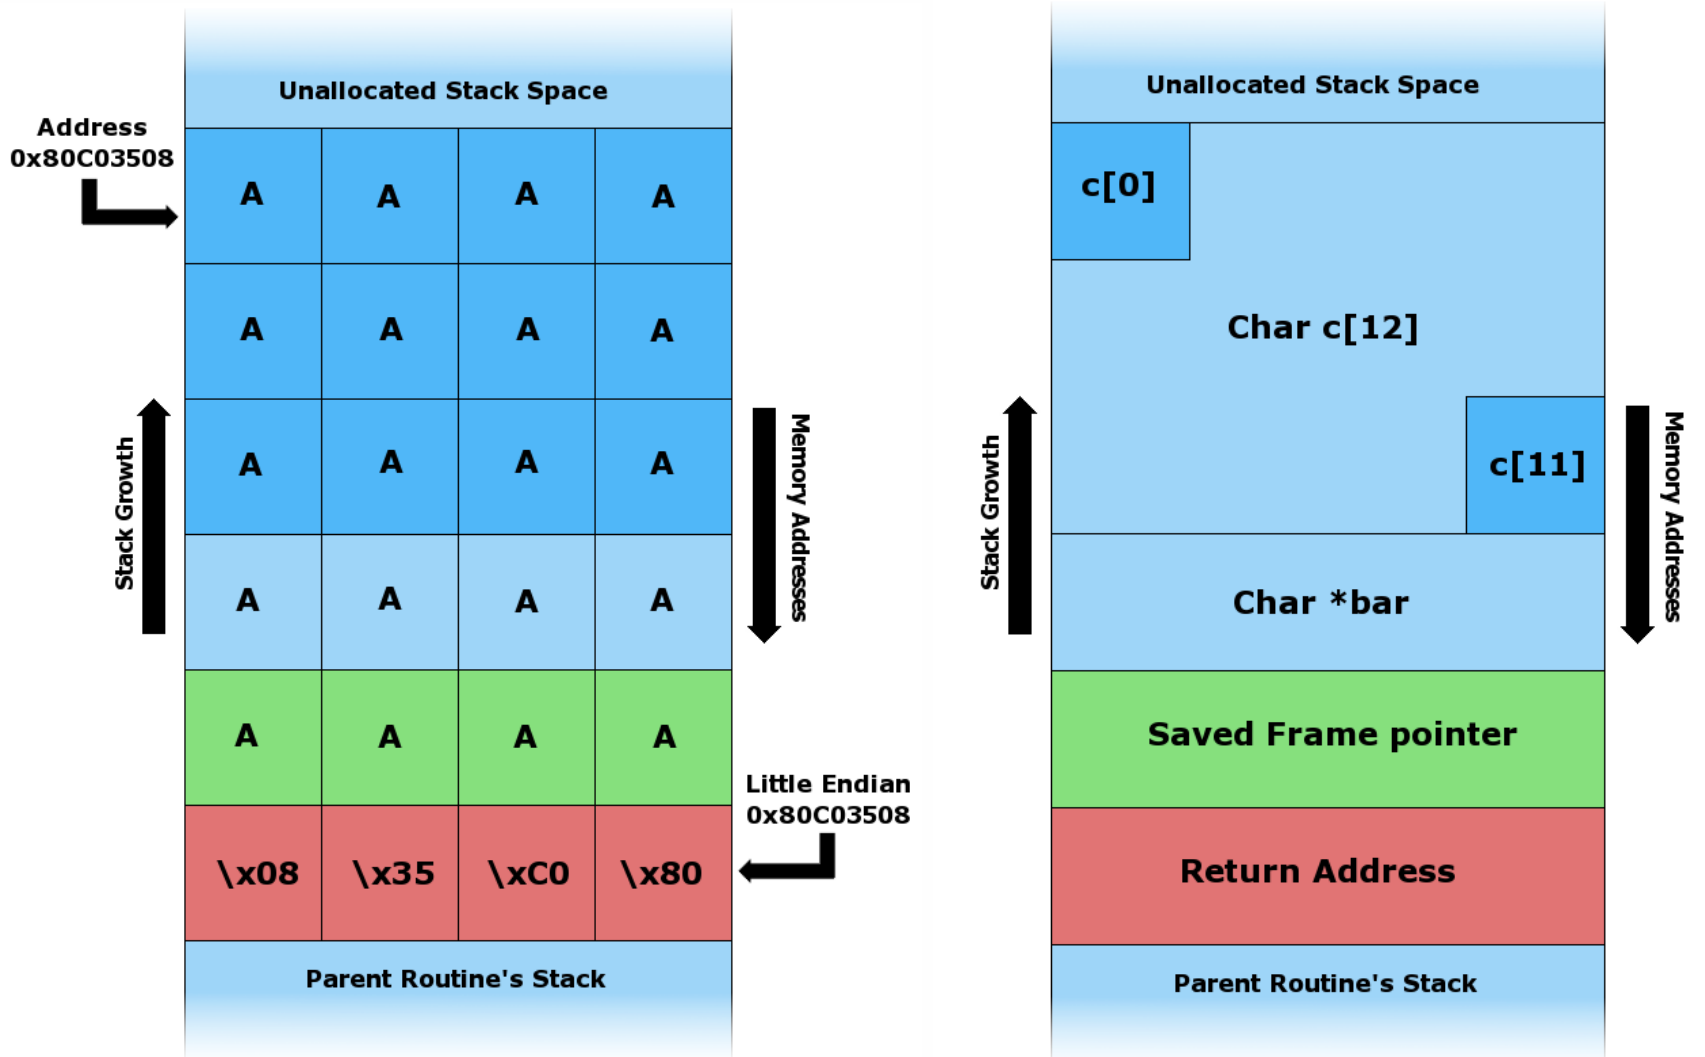 Unallocated Stack Space
Address
0x80C03508
A A A A
A A A A
Stack Growth
Memory Addresses
A A A A
A A A A
A A A A
Little Endian
0x80C03508
\x08 \x35 \xC0 \x80
Parent Routine's Stack
Unallocated Stack Space
c[0]
Char c[12]
Stack Growth
Memory Addresses
c[11]
Char *bar
Saved Frame pointer
Return Address
Parent Routine's Stack